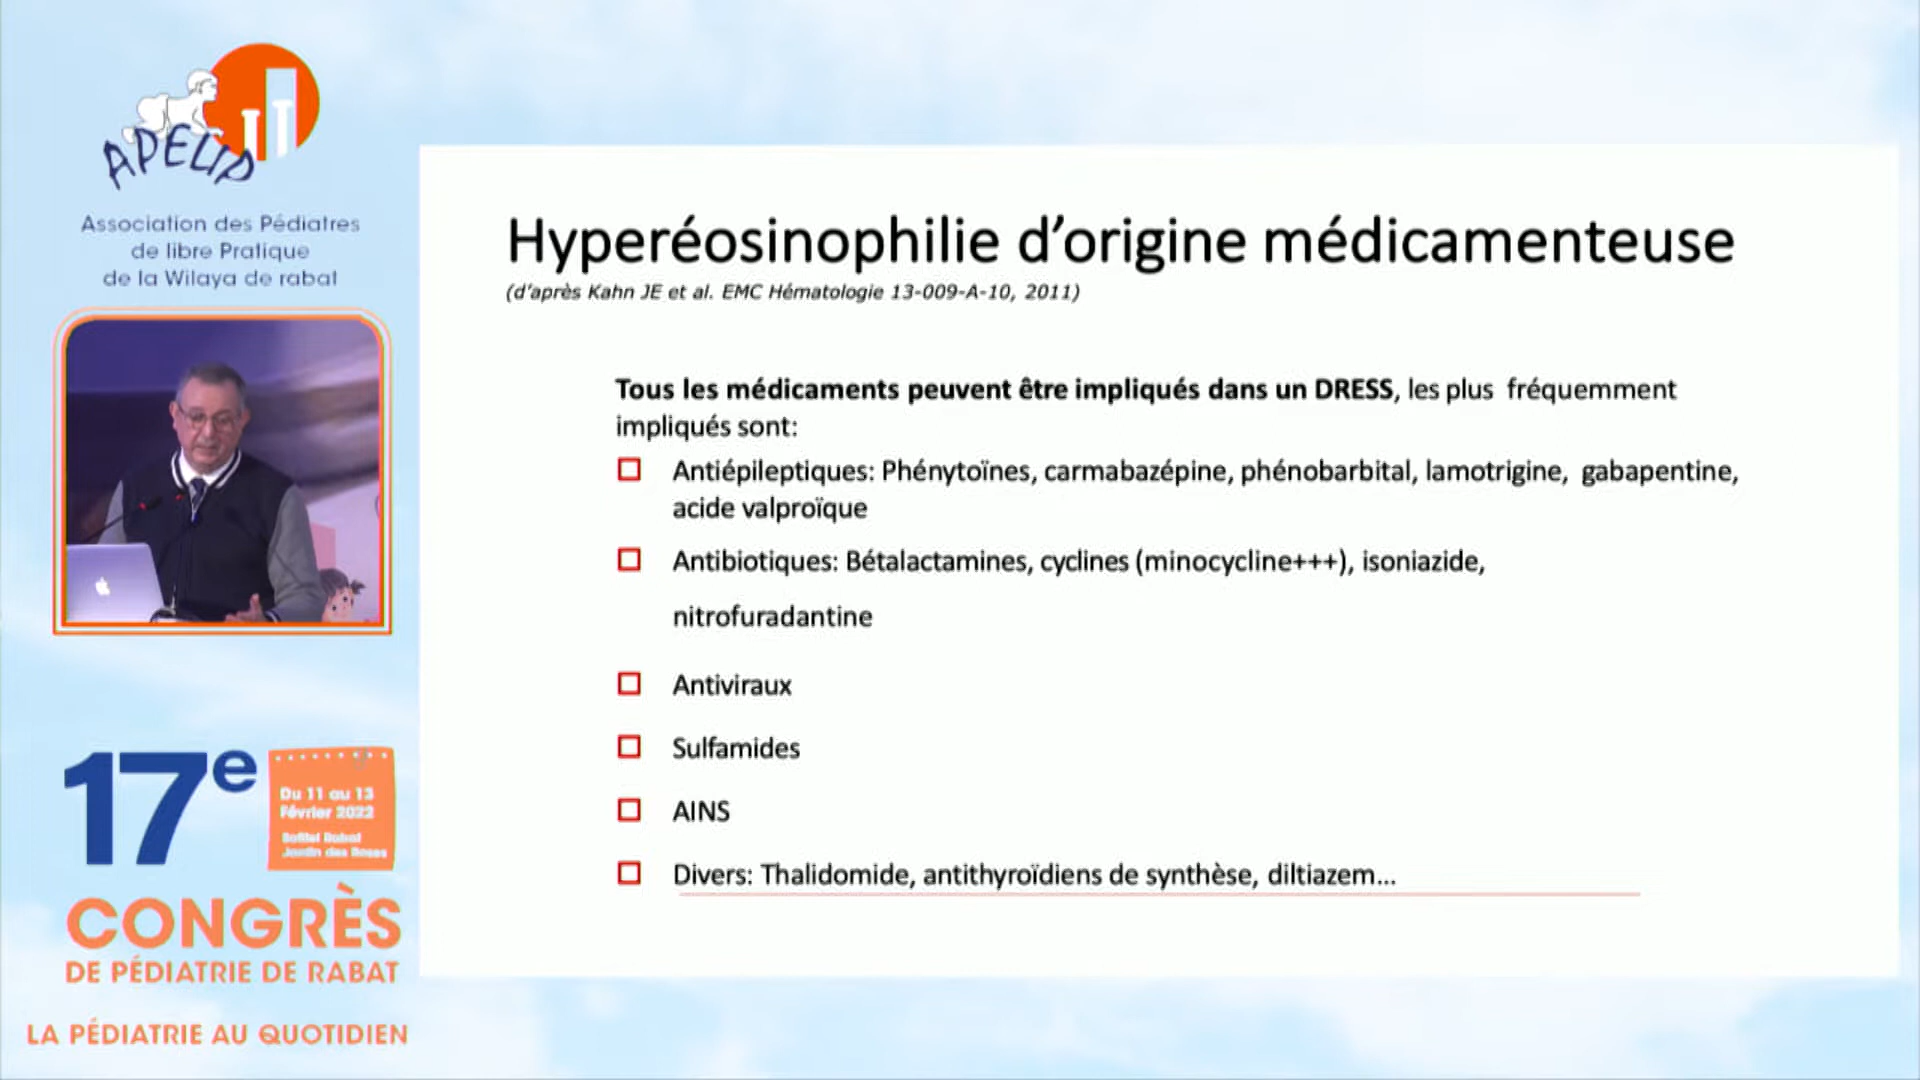 APELIP
Association des Pédiatres
de libre Pratique
de la Wilaya de rabat
17e
Du 11 au 13
Février 2022
Sofitel Rabat
Jardin des Roses
CONGRÈS
DE PÉDIATRIE DE RABAT
LA PÉDIATRIE AU QUOTIDIEN
Hyperéosinophilie d’origine médicamenteuse
(d’après Kahn JE et al. EMC Hématologie 13-009-A-10, 2011)
Tous les médicaments peuvent être impliqués dans un DRESS, les plus fréquemment
impliqués sont:
Antiépileptiques: Phénytoïnes, carmabazépine, phénobarbital, lamotrigine, gabapentine,
acide valproïque
Antibiotiques: Bétalactamines, cyclines (minocycline+++), isoniazide,
nitrofuradantine
Antiviraux
Sulfamides
AINS
Divers: Thalidomide, antithyroïdiens de synthèse, diltiazem...